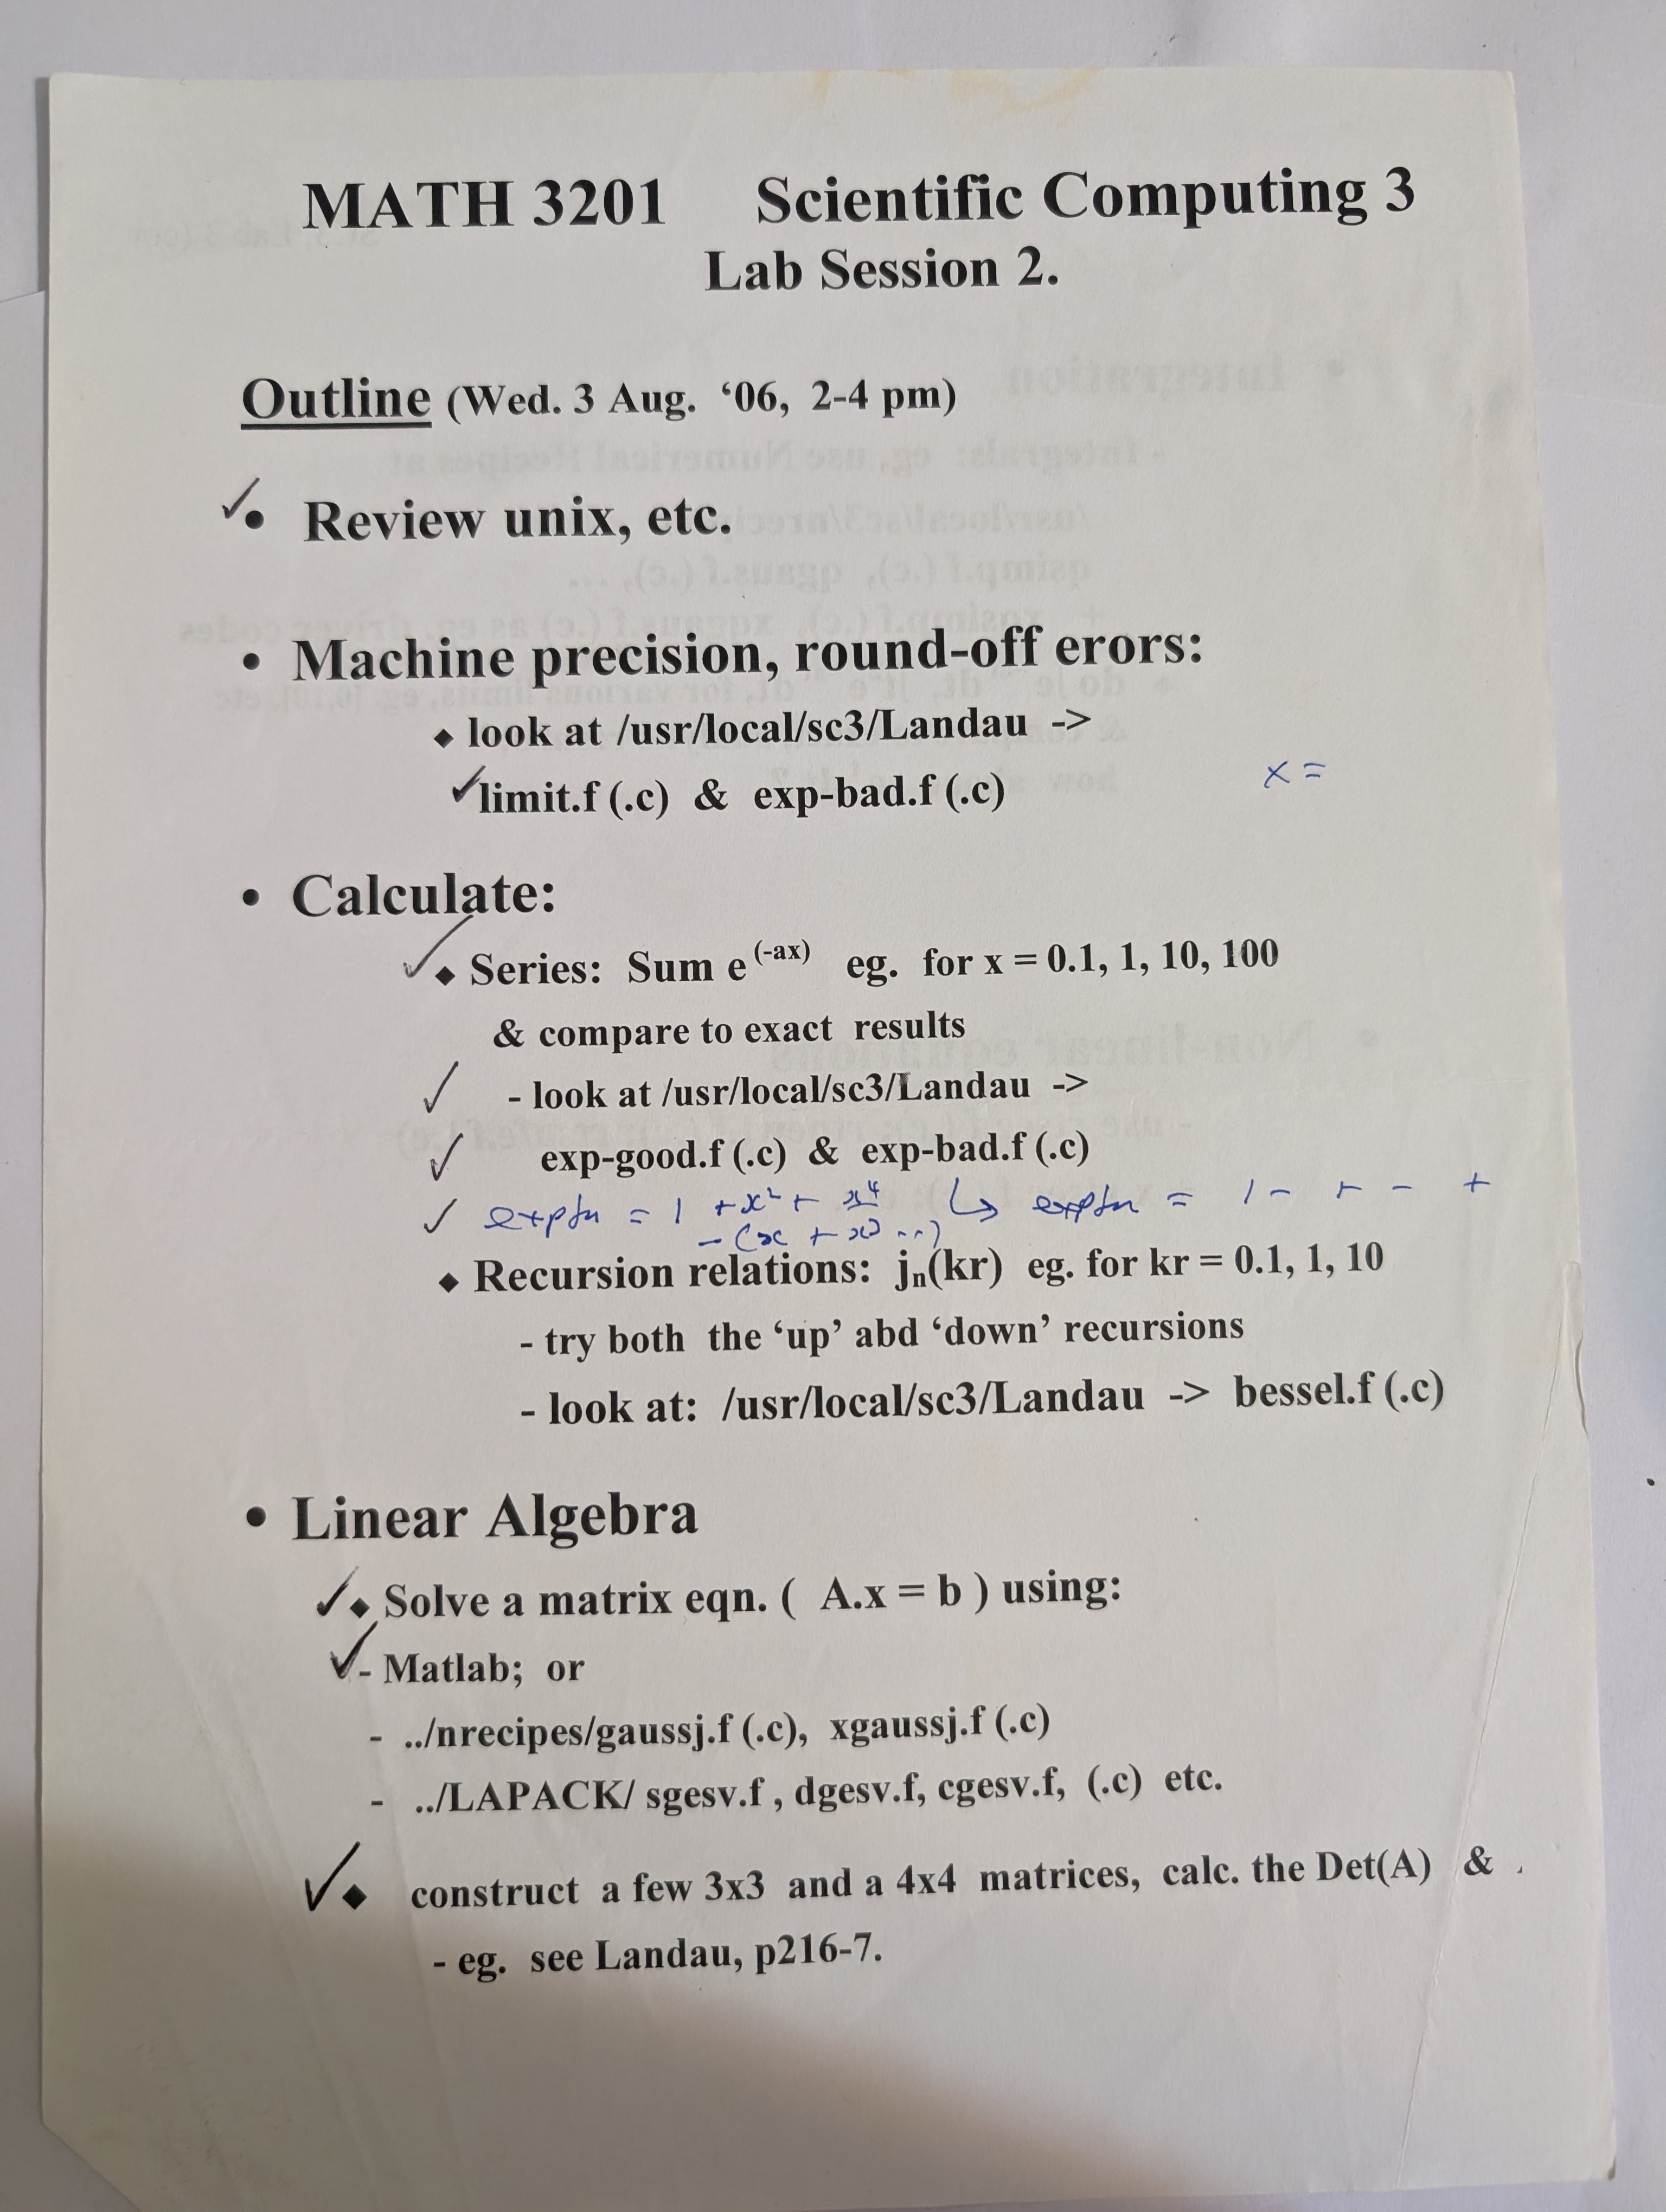 MATH 3201 Scientific Computing 3
Lab Session 2.
Outline (Wed. 3 Aug. ‘06, 2-4 pm)
✓• Review unix, etc.
• Machine precision, round-off erors:
◆ look at /usr/local/sc3/Landau ->
✓limit.f (.c) & exp-bad.f (.c)
x =
• Calculate:
✓◆ Series: Sum e^(-ax) eg. for x = 0.1, 1, 10, 100
& compare to exact results
✓ - look at /usr/local/sc3/Landau ->
✓ exp-good.f (.c) & exp-bad.f (.c)
✓ expfn = 1 + x² + x⁴ ↳ expfn = 1 - + - +
- (x + x³ ...)
◆ Recursion relations: jₙ(kr) eg. for kr = 0.1, 1, 10
- try both the ‘up’ abd ‘down’ recursions
- look at: /usr/local/sc3/Landau -> bessel.f (.c)
• Linear Algebra
✓◆ Solve a matrix eqn. ( A.x = b ) using:
✓- Matlab; or
- ../nrecipes/gaussj.f (.c), xgaussj.f (.c)
- ../LAPACK/ sgesv.f , dgesv.f, cgesv.f, (.c) etc.
✓◆ construct a few 3x3 and a 4x4 matrices, calc. the Det(A) &
- eg. see Landau, p216-7.